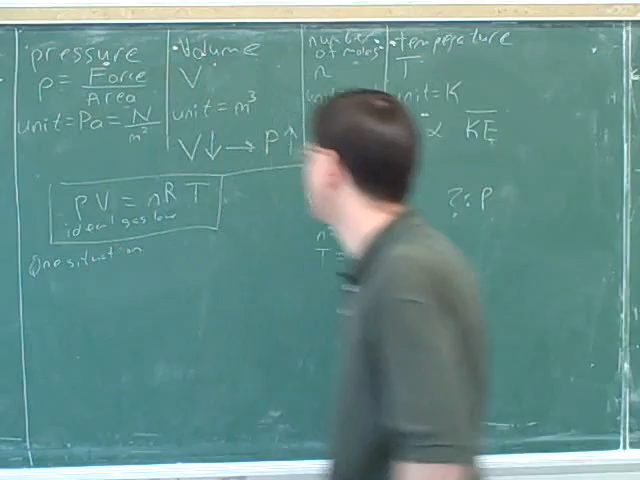 pressure
P = Force
Area
unit = Pa = N
m²
• Volume
V
unit = m³
V↓ → P↑
number
of moles
n
• temperature
T
unit = K
∝ KE
PV = nRT
ideal gas law
One situation
n =
T =
?: P